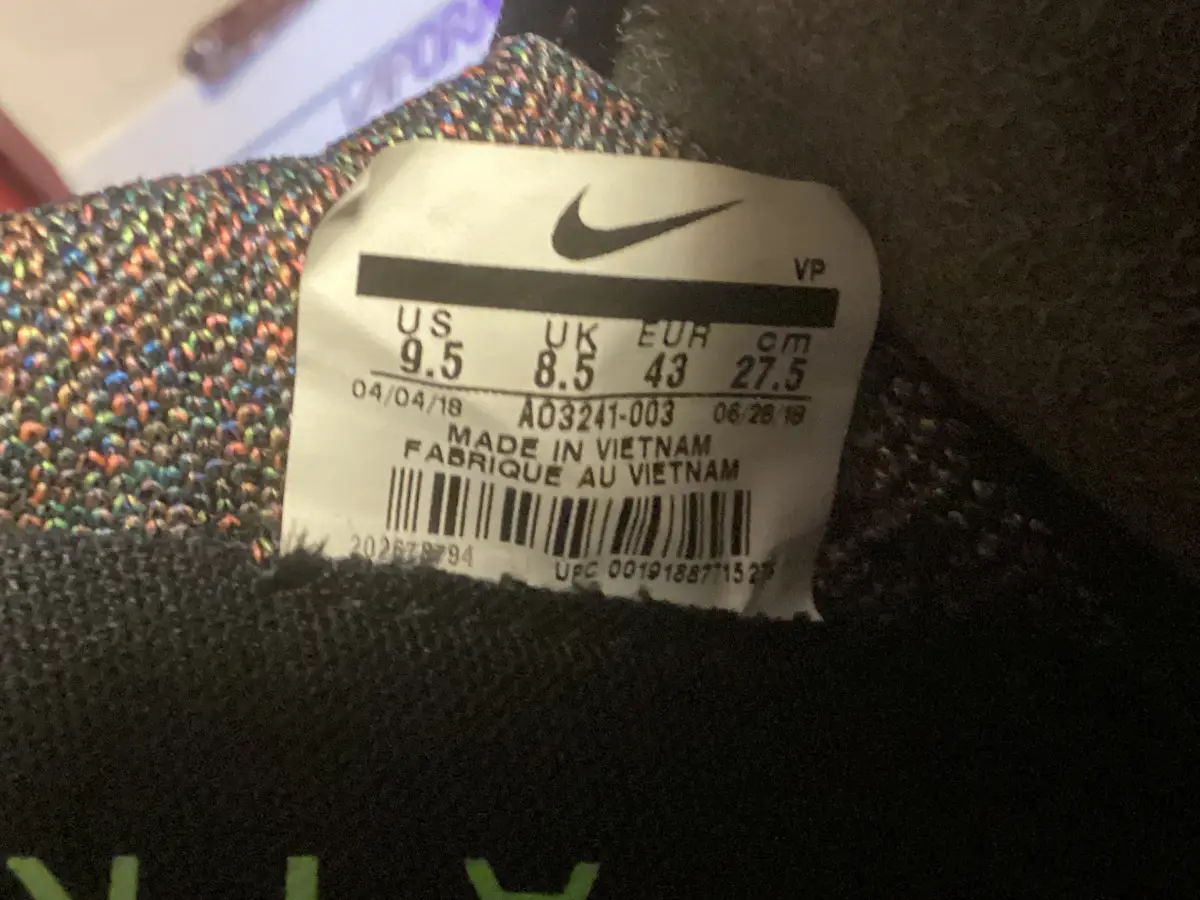 VP
US UK EUR cm
9.5 8.5 43 27.5
04/04/18 AO3241-003 06/28/18
MADE IN VIETNAM
FABRIQUE AU VIETNAM
UPC